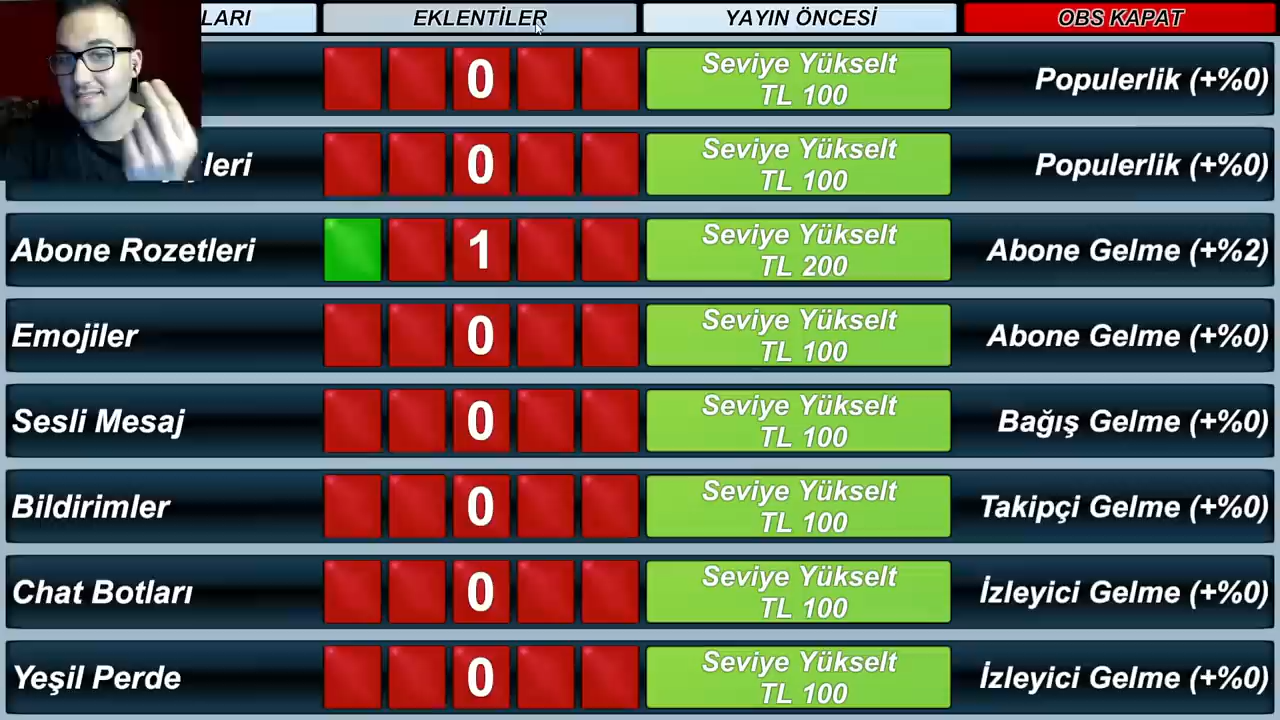 LARI EKLENTİLER YAYIN ÖNCESİ OBS KAPAT
0 Seviye Yükselt Populerlik (+%0)
TL 100
leri 0 Seviye Yükselt Populerlik (+%0)
TL 100
Abone Rozetleri 1 Seviye Yükselt Abone Gelme (+%2)
TL 200
Emojiler 0 Seviye Yükselt Abone Gelme (+%0)
TL 100
Sesli Mesaj 0 Seviye Yükselt Bağış Gelme (+%0)
TL 100
Bildirimler 0 Seviye Yükselt Takipçi Gelme (+%0)
TL 100
Chat Botları 0 Seviye Yükselt İzleyici Gelme (+%0)
TL 100
Yeşil Perde 0 Seviye Yükselt İzleyici Gelme (+%0)
TL 100